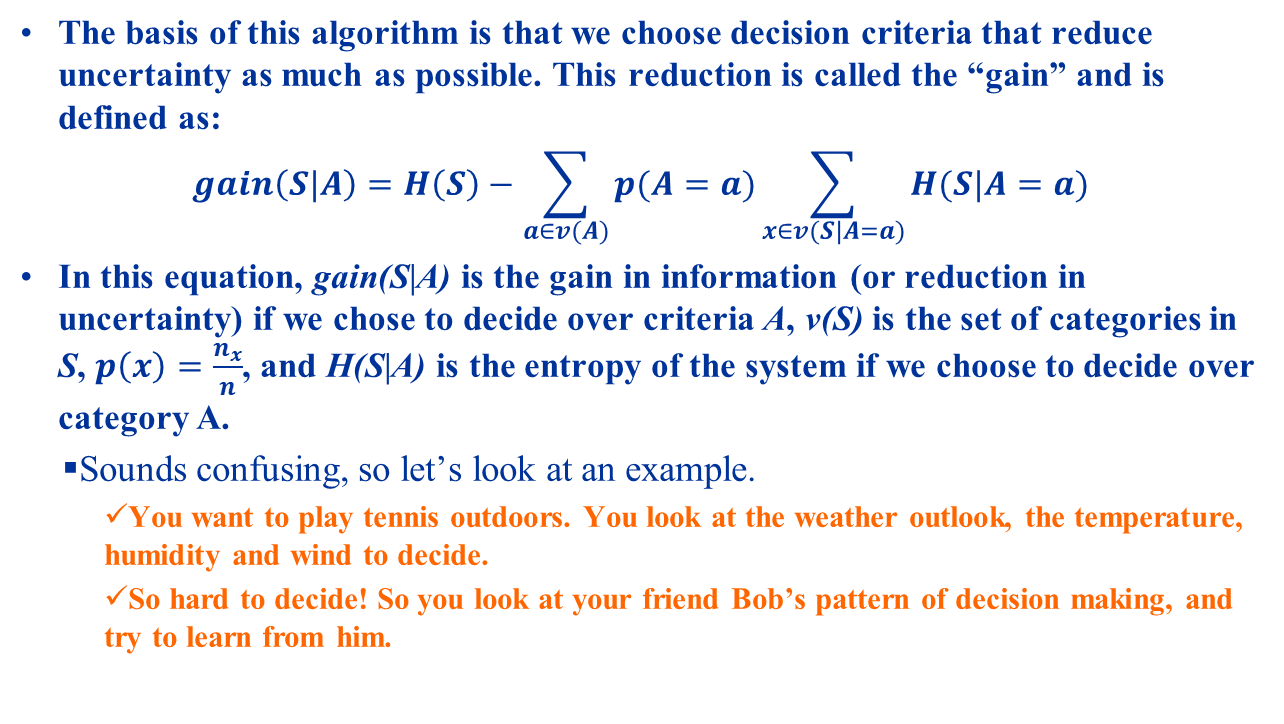 • The basis of this algorithm is that we choose decision criteria that reduce
uncertainty as much as possible. This reduction is called the “gain” and is
defined as:
gain(S|A) = H(S) − ∑_{a∈v(A)} p(A = a) ∑_{x∈v(S|A=a)} H(S|A = a)
• In this equation, gain(S|A) is the gain in information (or reduction in
uncertainty) if we chose to decide over criteria A, v(S) is the set of categories in
S, p(x) = n_x/n, and H(S|A) is the entropy of the system if we choose to decide over
category A.
▪Sounds confusing, so let’s look at an example.
✓You want to play tennis outdoors. You look at the weather outlook, the temperature,
humidity and wind to decide.
✓So hard to decide! So you look at your friend Bob’s pattern of decision making, and
try to learn from him.